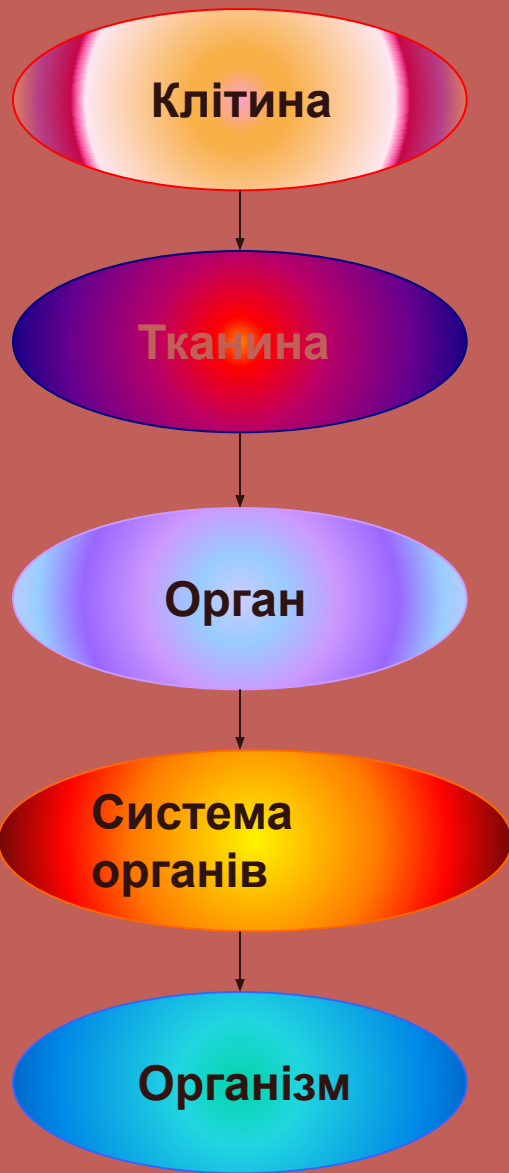 Клітина
Тканина
Орган
Система
органів
Організм